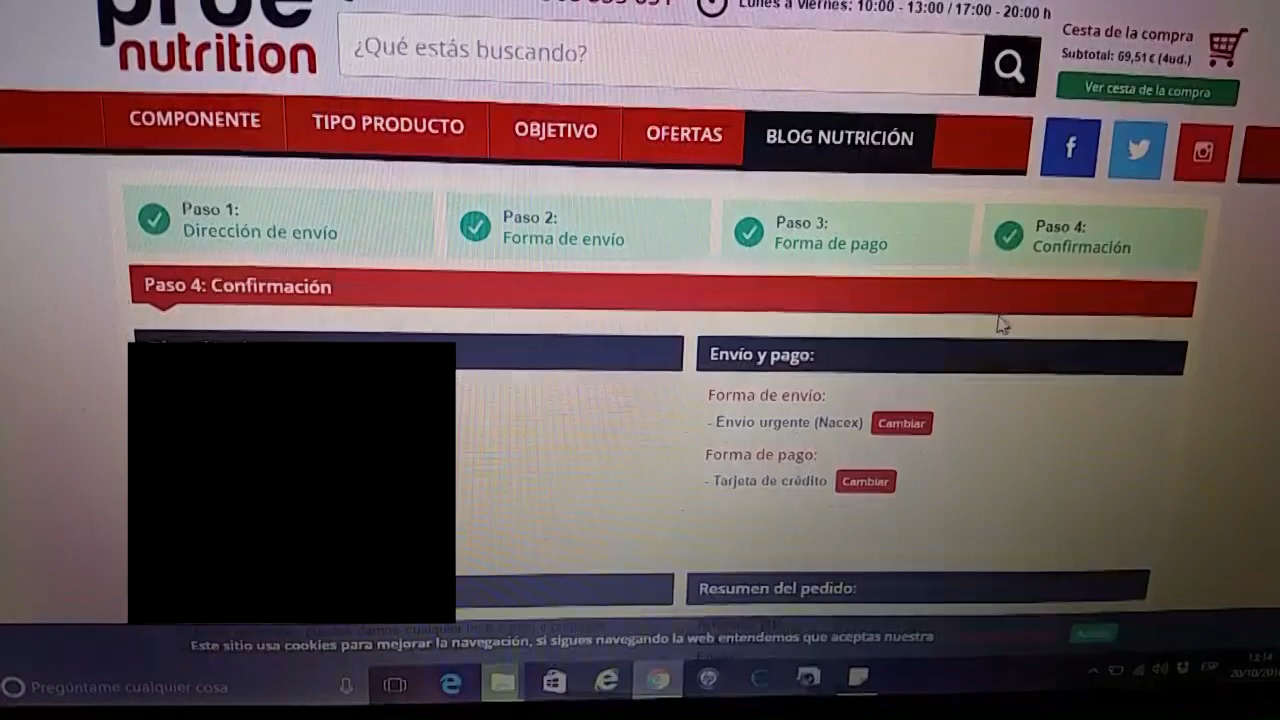 Lunes a Viernes: 10:00 - 13:00 / 17:00 - 20:00 h
nutrition
¿Qué estás buscando?
Cesta de la compra
Subtotal: 69,51 € (4ud.)
Ver cesta de la compra
COMPONENTE
TIPO PRODUCTO
OBJETIVO
OFERTAS
BLOG NUTRICIÓN
Paso 1:
Dirección de envío
Paso 2:
Forma de envío
Paso 3:
Forma de pago
Paso 4:
Confirmación
Paso 4: Confirmación
Envío y pago:
Forma de envío:
- Envío urgente (Nacex) Cambiar
Forma de pago:
- Tarjeta de crédito Cambiar
Resumen del pedido:
Este sitio usa cookies para mejorar la navegación, si sigues navegando la web entendemos que aceptas nuestra
Pregúntame cualquier cosa
ESP